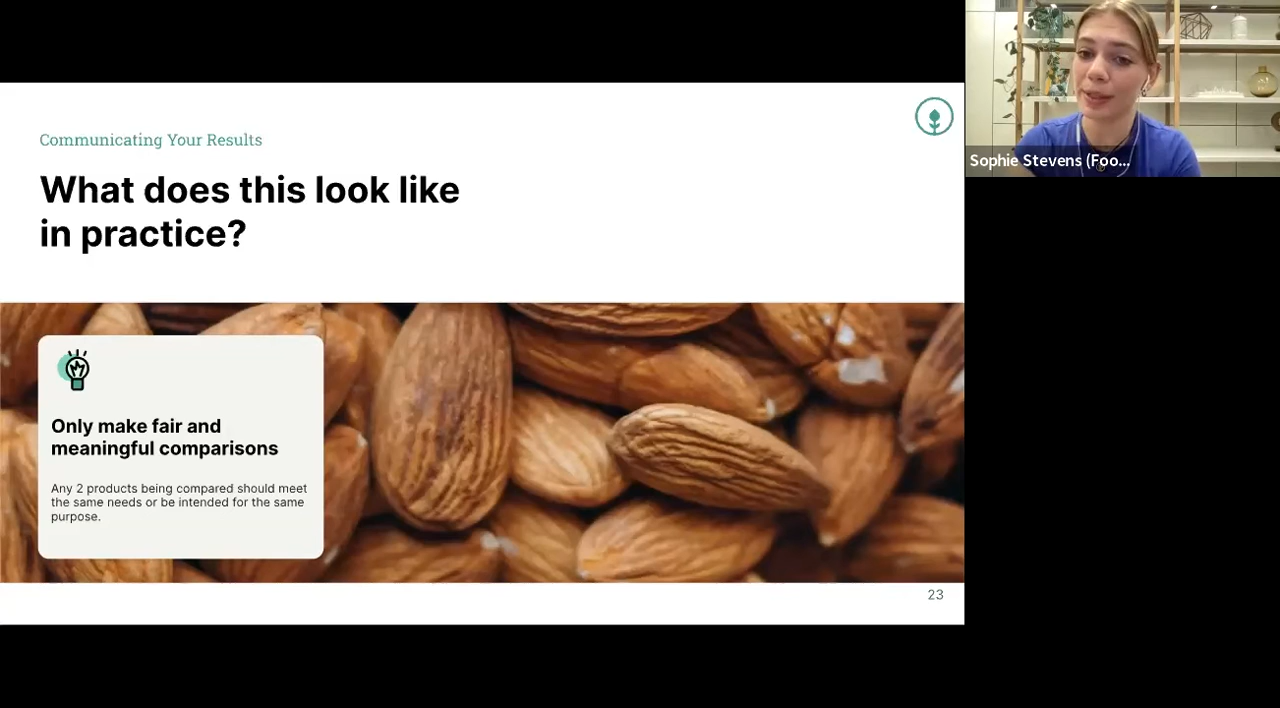 Communicating Your Results
What does this look like
in practice?
Only make fair and
meaningful comparisons
Any 2 products being compared should meet
the same needs or be intended for the same
purpose.
23
Sophie Stevens (Foo...